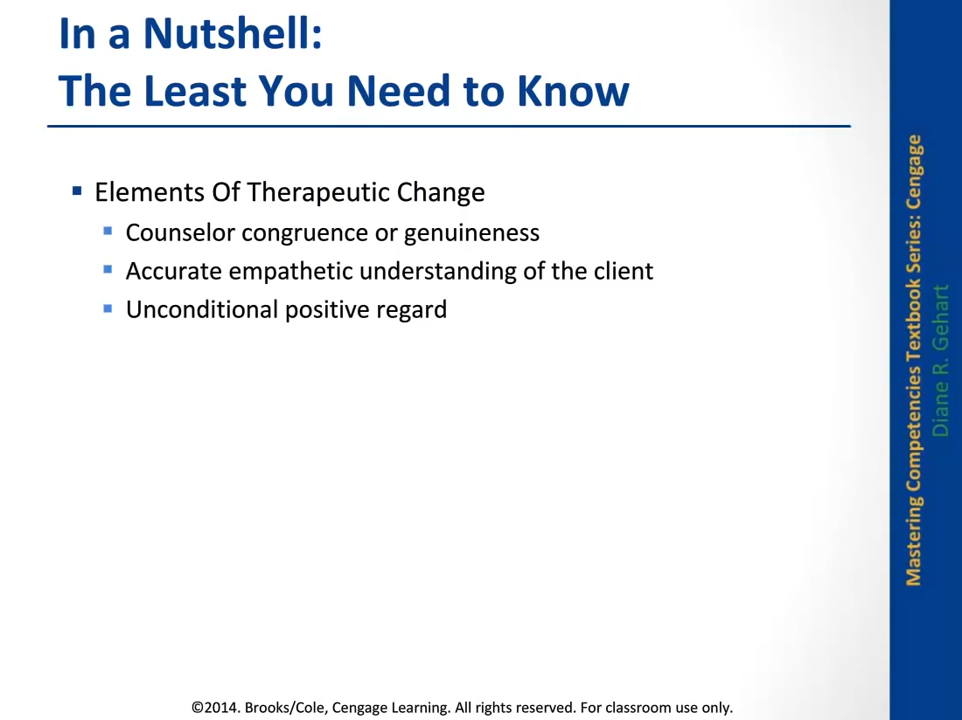 In a Nutshell:
The Least You Need to Know
Elements Of Therapeutic Change
Counselor congruence or genuineness
Accurate empathetic understanding of the client
Unconditional positive regard
Mastering Competencies Textbook Series: Cengage
Diane R. Gehart
©2014. Brooks/Cole, Cengage Learning. All rights reserved. For classroom use only.